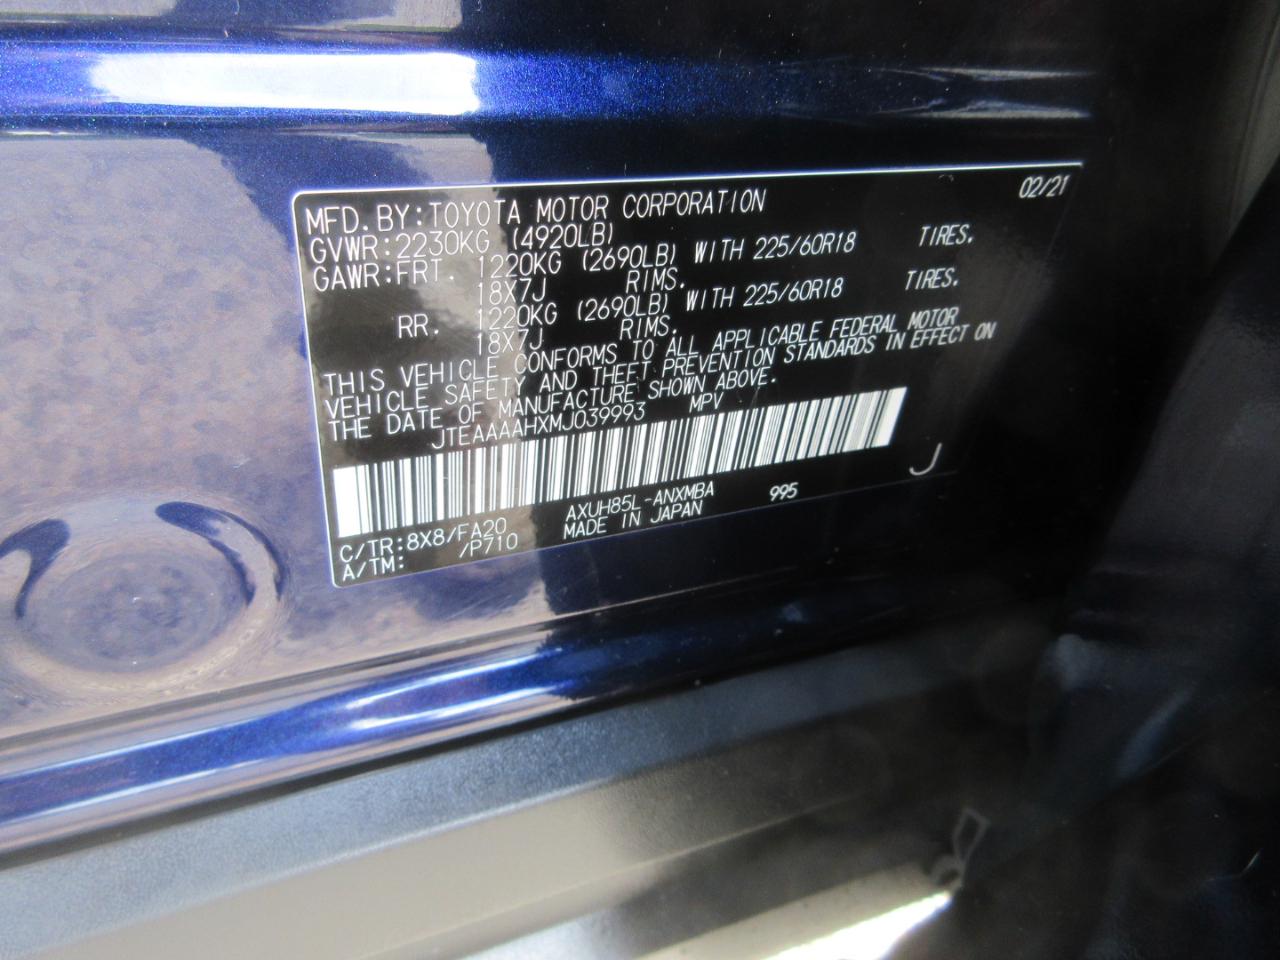 02/21
MFD.BY:TOYOTA MOTOR CORPORATION
GVWR:2230KG (4920LB)
GAWR:FRT. 1220KG (2690LB) WITH 225/60R18 TIRES.
18X7J RIMS.
RR. 1220KG (2690LB) WITH 225/60R18 TIRES.
18X7J RIMS.
THIS VEHICLE CONFORMS TO ALL APPLICABLE FEDERAL MOTOR
VEHICLE SAFETY AND THEFT PREVENTION STANDARDS IN EFFECT ON
THE DATE OF MANUFACTURE SHOWN ABOVE.
JTEAAAAHXMJ039993 MPV
J
C/TR:8X8/FA20 AXUH85L-ANXMBA 995
A/TM: /P710 MADE IN JAPAN